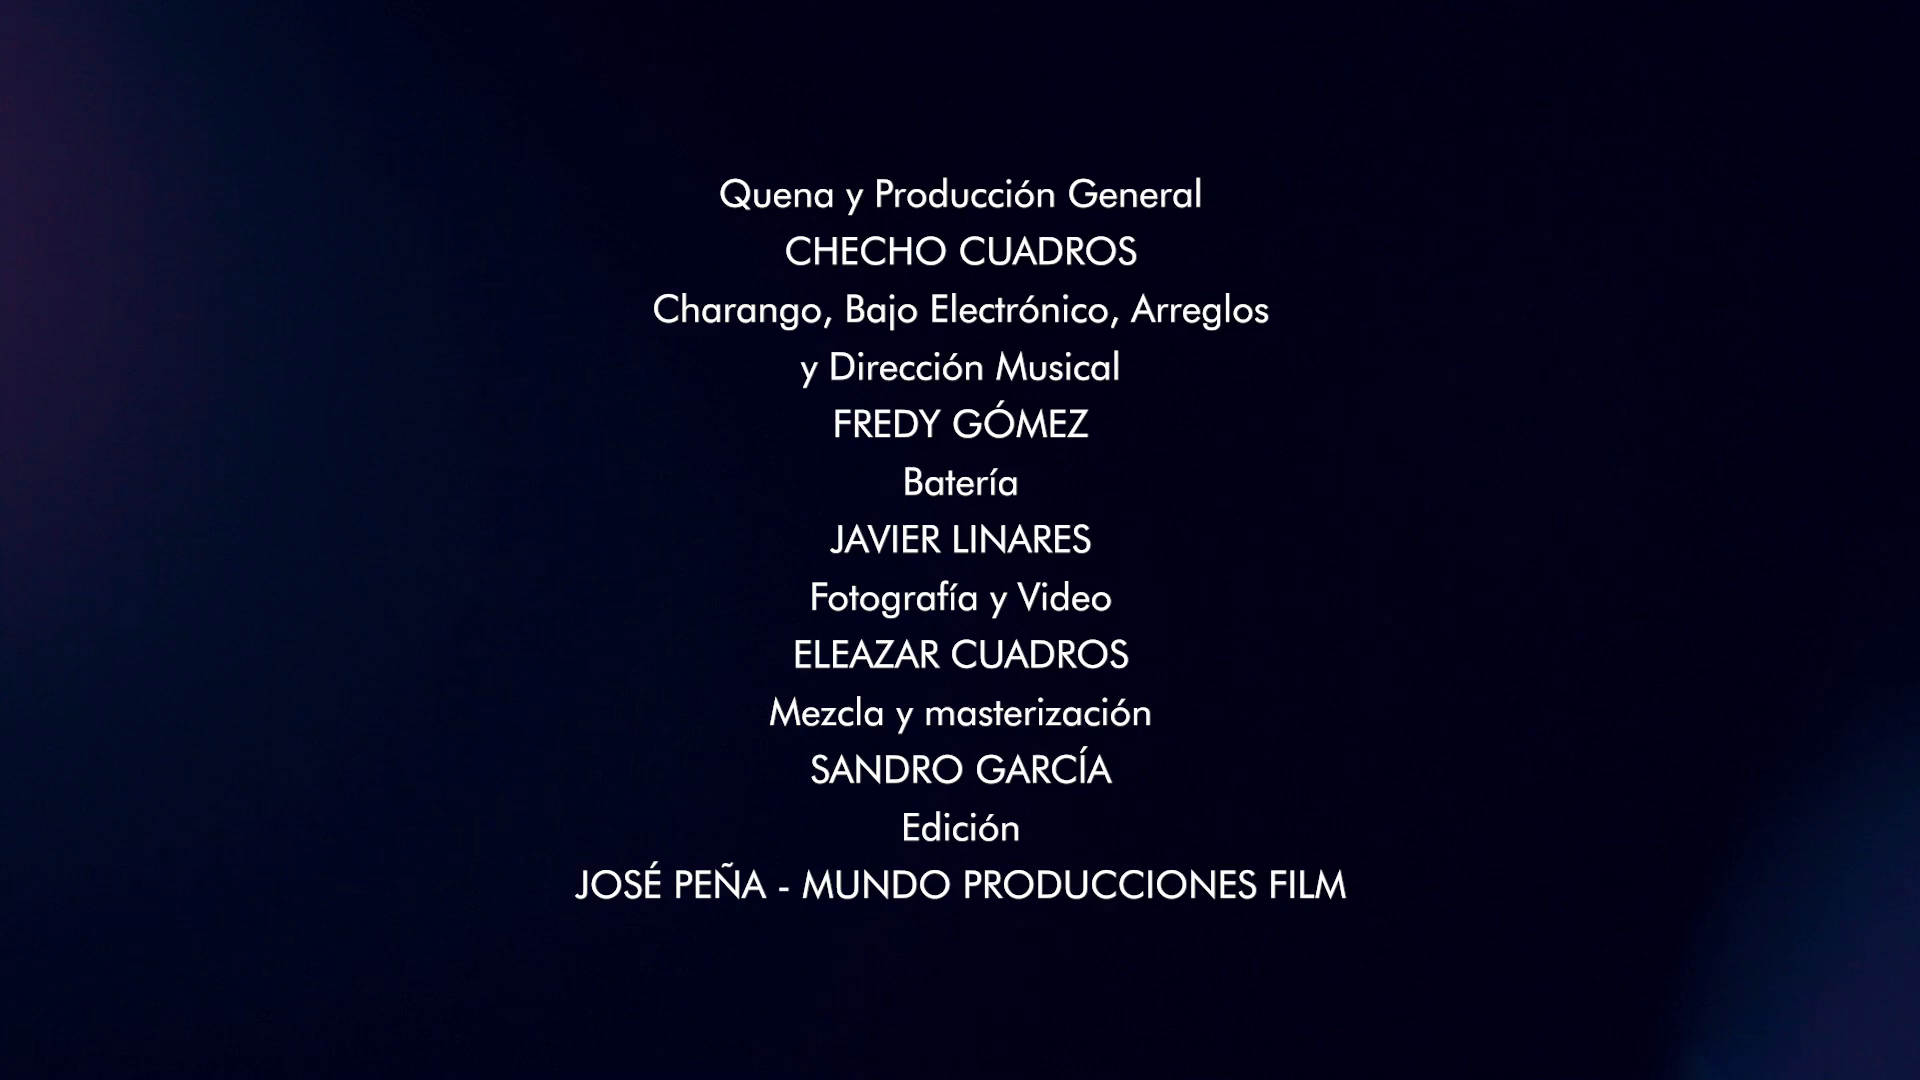 Quena y Producción General
CHECHO CUADROS
Charango, Bajo Electrónico, Arreglos
y Dirección Musical
FREDY GÓMEZ
Batería
JAVIER LINARES
Fotografía y Video
ELEAZAR CUADROS
Mezcla y masterización
SANDRO GARCÍA
Edición
JOSÉ PEÑA - MUNDO PRODUCCIONES FILM